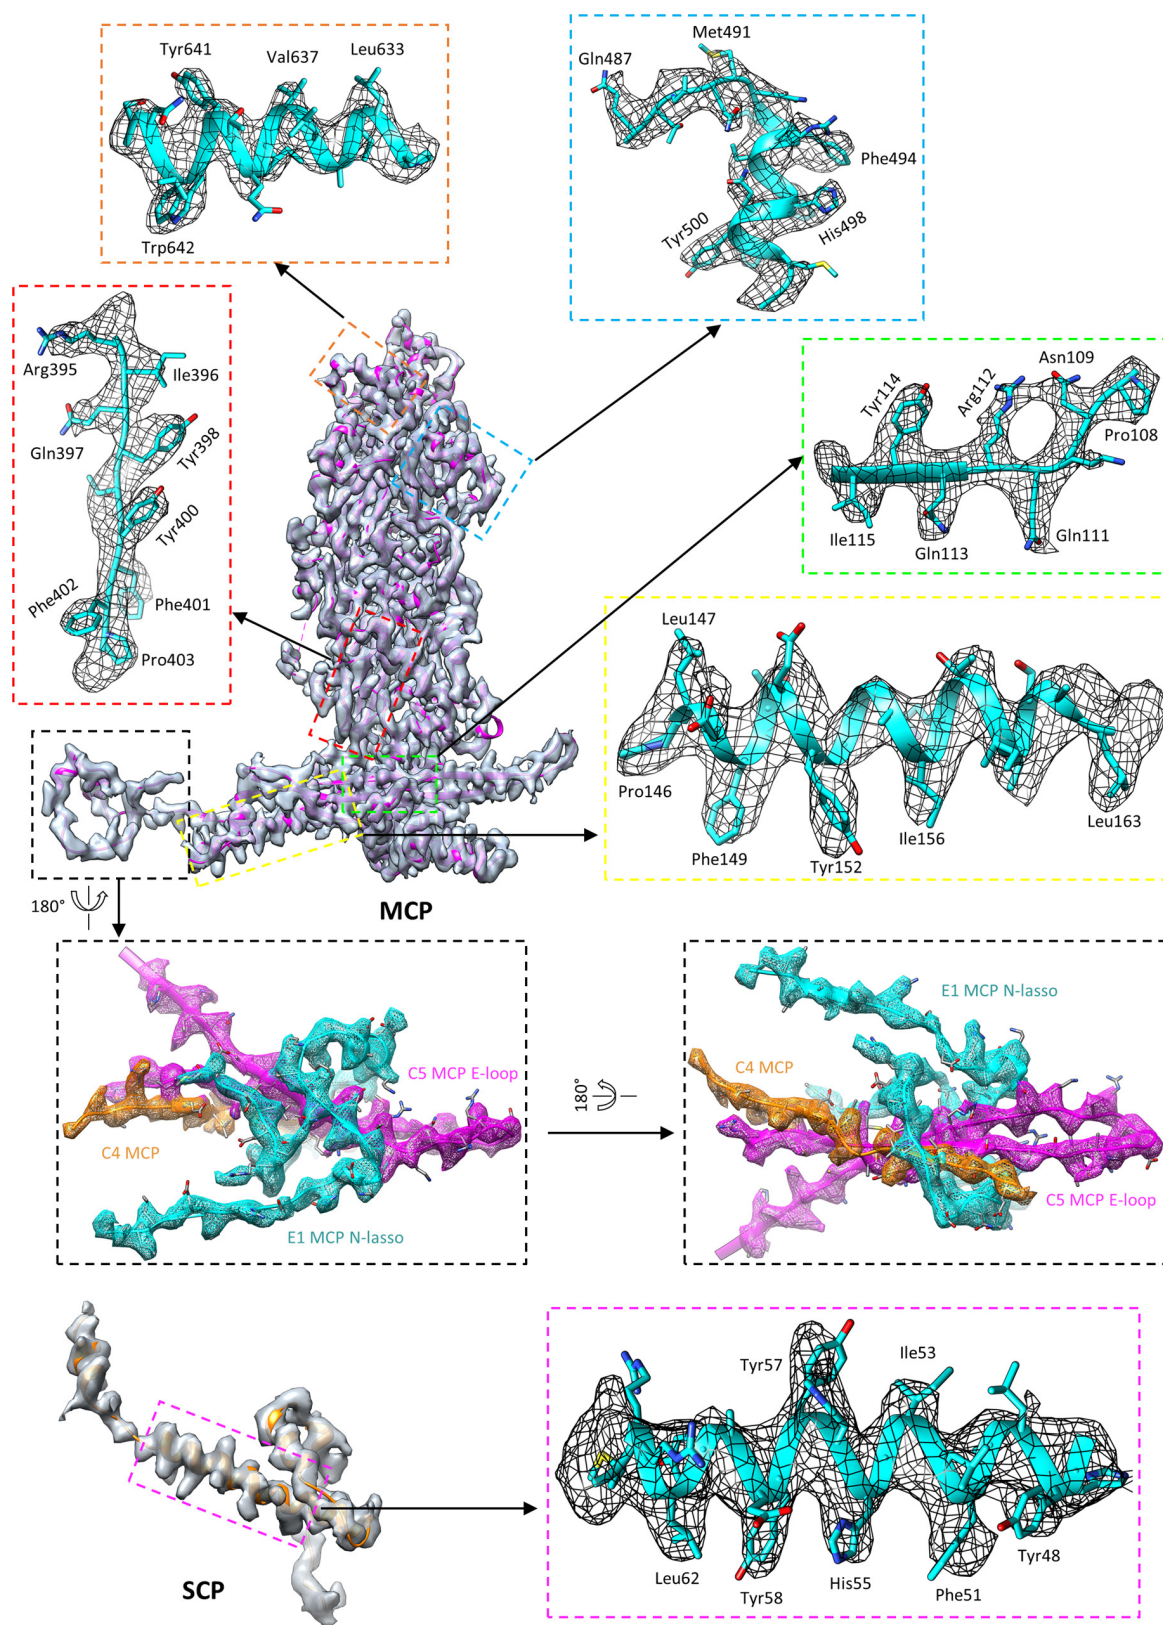 Tyr641
Val637
Leu633
Trp642
Met491
Gln487
Phe494
His498
Tyr500
Arg395
Ile396
Gln397
Tyr398
Tyr400
Phe402
Phe401
Pro403
Asn109
Arg112
Tyr114
Pro108
Ile115
Gln113
Gln111
Leu147
Pro146
Phe149
Tyr152
Ile156
Leu163
180°
MCP
C5 MCP E-loop
C4 MCP
E1 MCP N-lasso
180°
E1 MCP N-lasso
C4 MCP
C5 MCP E-loop
Tyr57
Ile53
Leu62
Tyr58
His55
Phe51
Tyr48
SCP